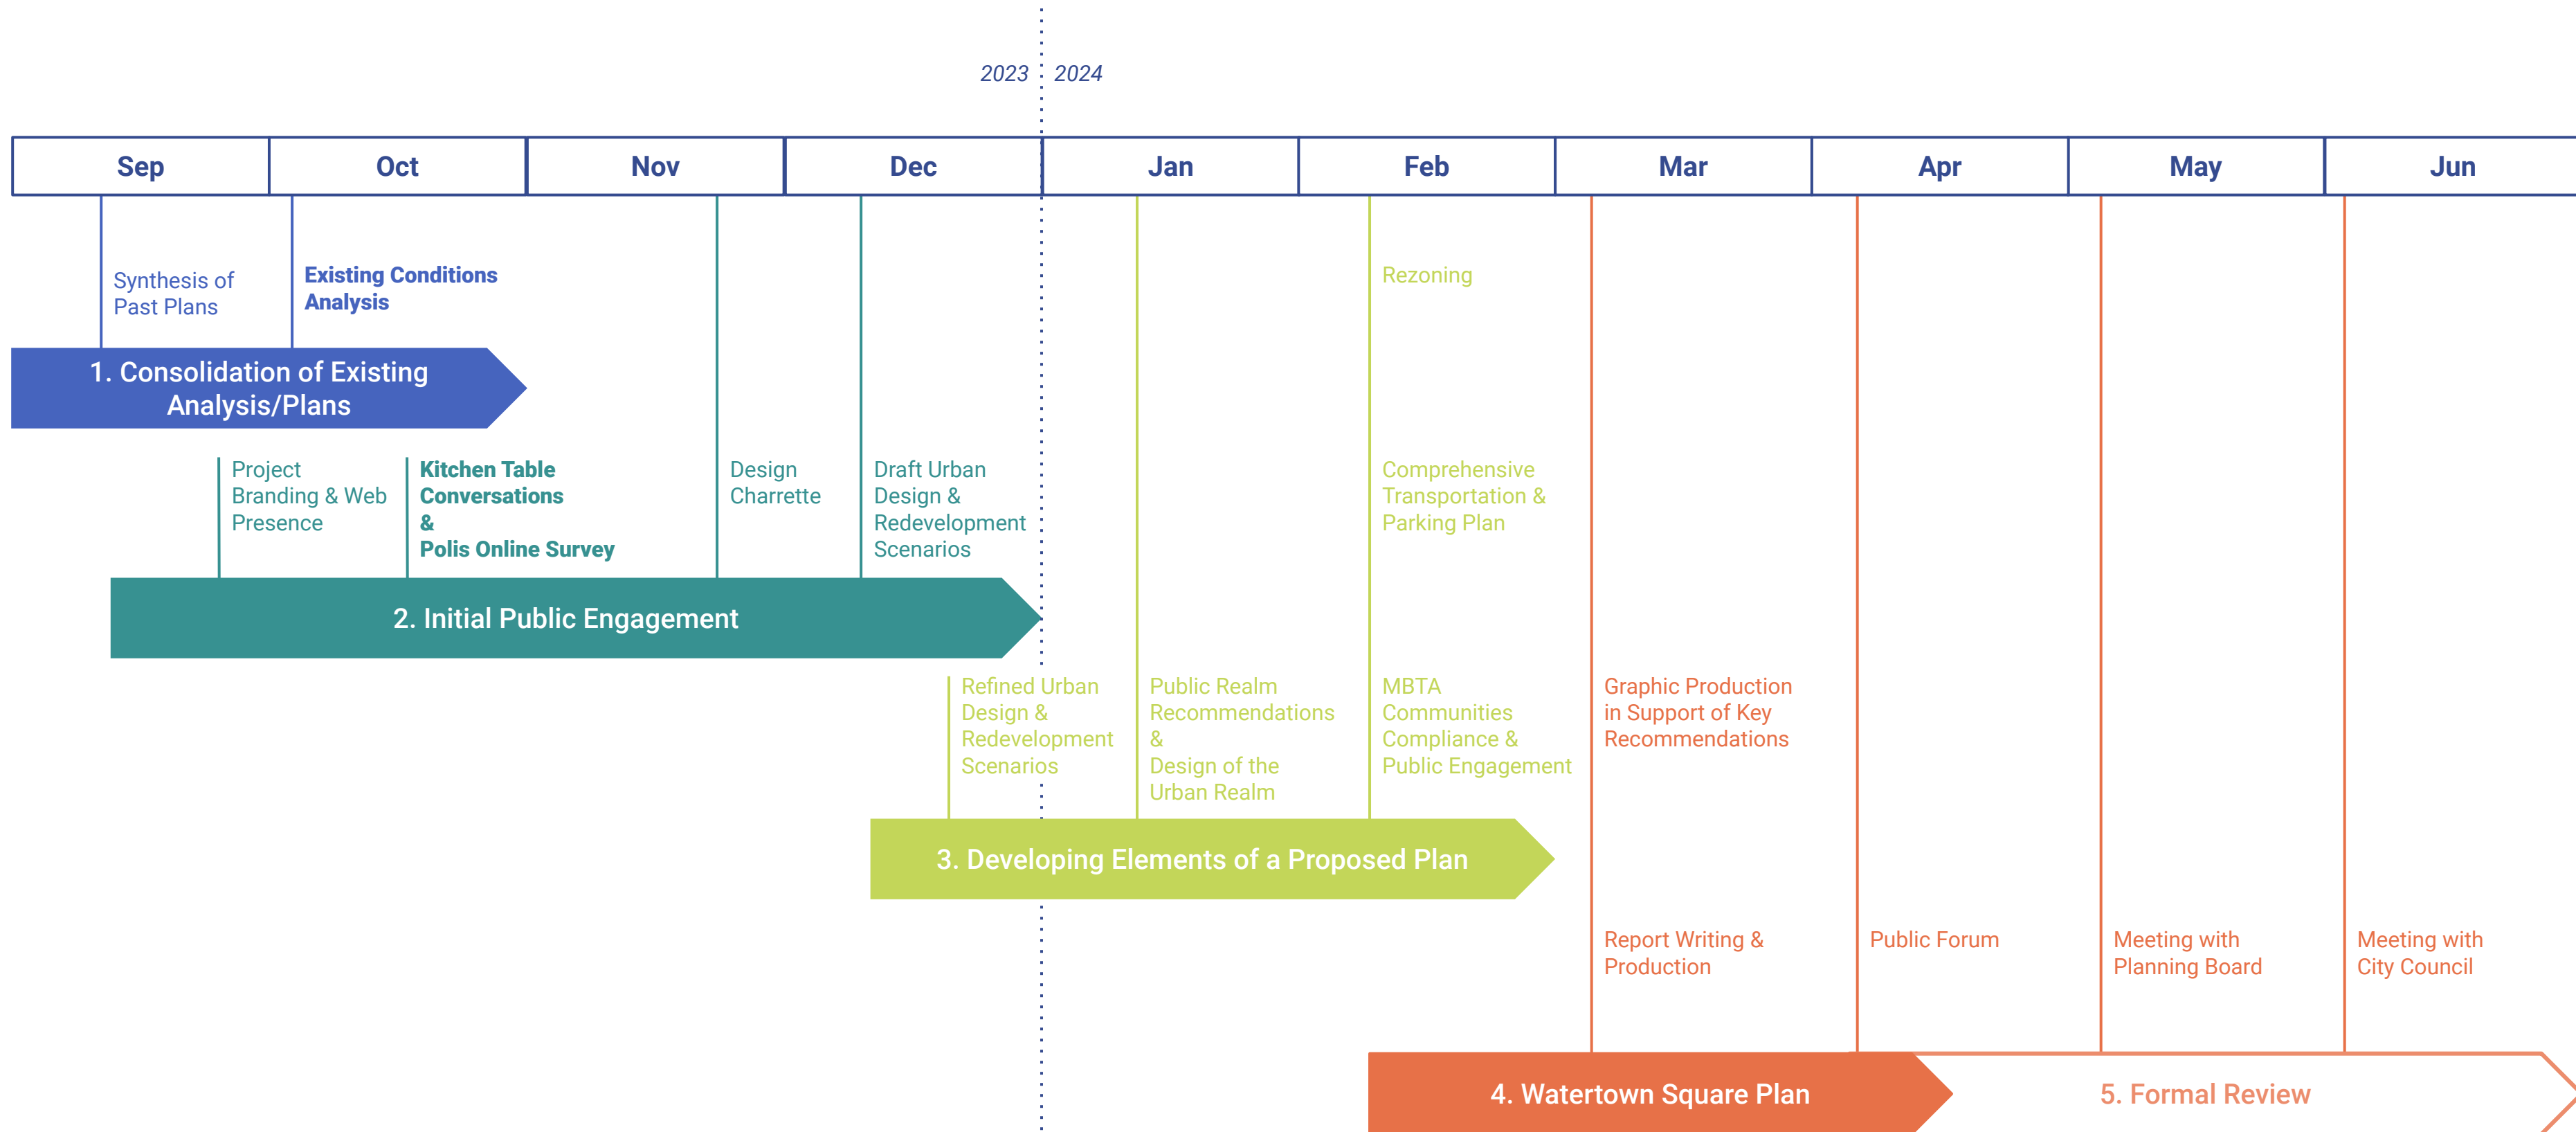 2023 2024
Sep Oct Nov Dec Jan Feb Mar Apr May Jun
Synthesis of
Past Plans
Existing Conditions
Analysis
Rezoning
1. Consolidation of Existing
Analysis/Plans
Project
Branding & Web
Presence
Kitchen Table
Conversations
&
Polis Online Survey
Design
Charrette
Draft Urban
Design &
Redevelopment
Scenarios
Comprehensive
Transportation &
Parking Plan
2. Initial Public Engagement
Refined Urban
Design &
Redevelopment
Scenarios
Public Realm
Recommendations
&
Design of the
Urban Realm
MBTA
Communities
Compliance &
Public Engagement
Graphic Production
in Support of Key
Recommendations
3. Developing Elements of a Proposed Plan
Report Writing &
Production
Public Forum
Meeting with
Planning Board
Meeting with
City Council
4. Watertown Square Plan
5. Formal Review